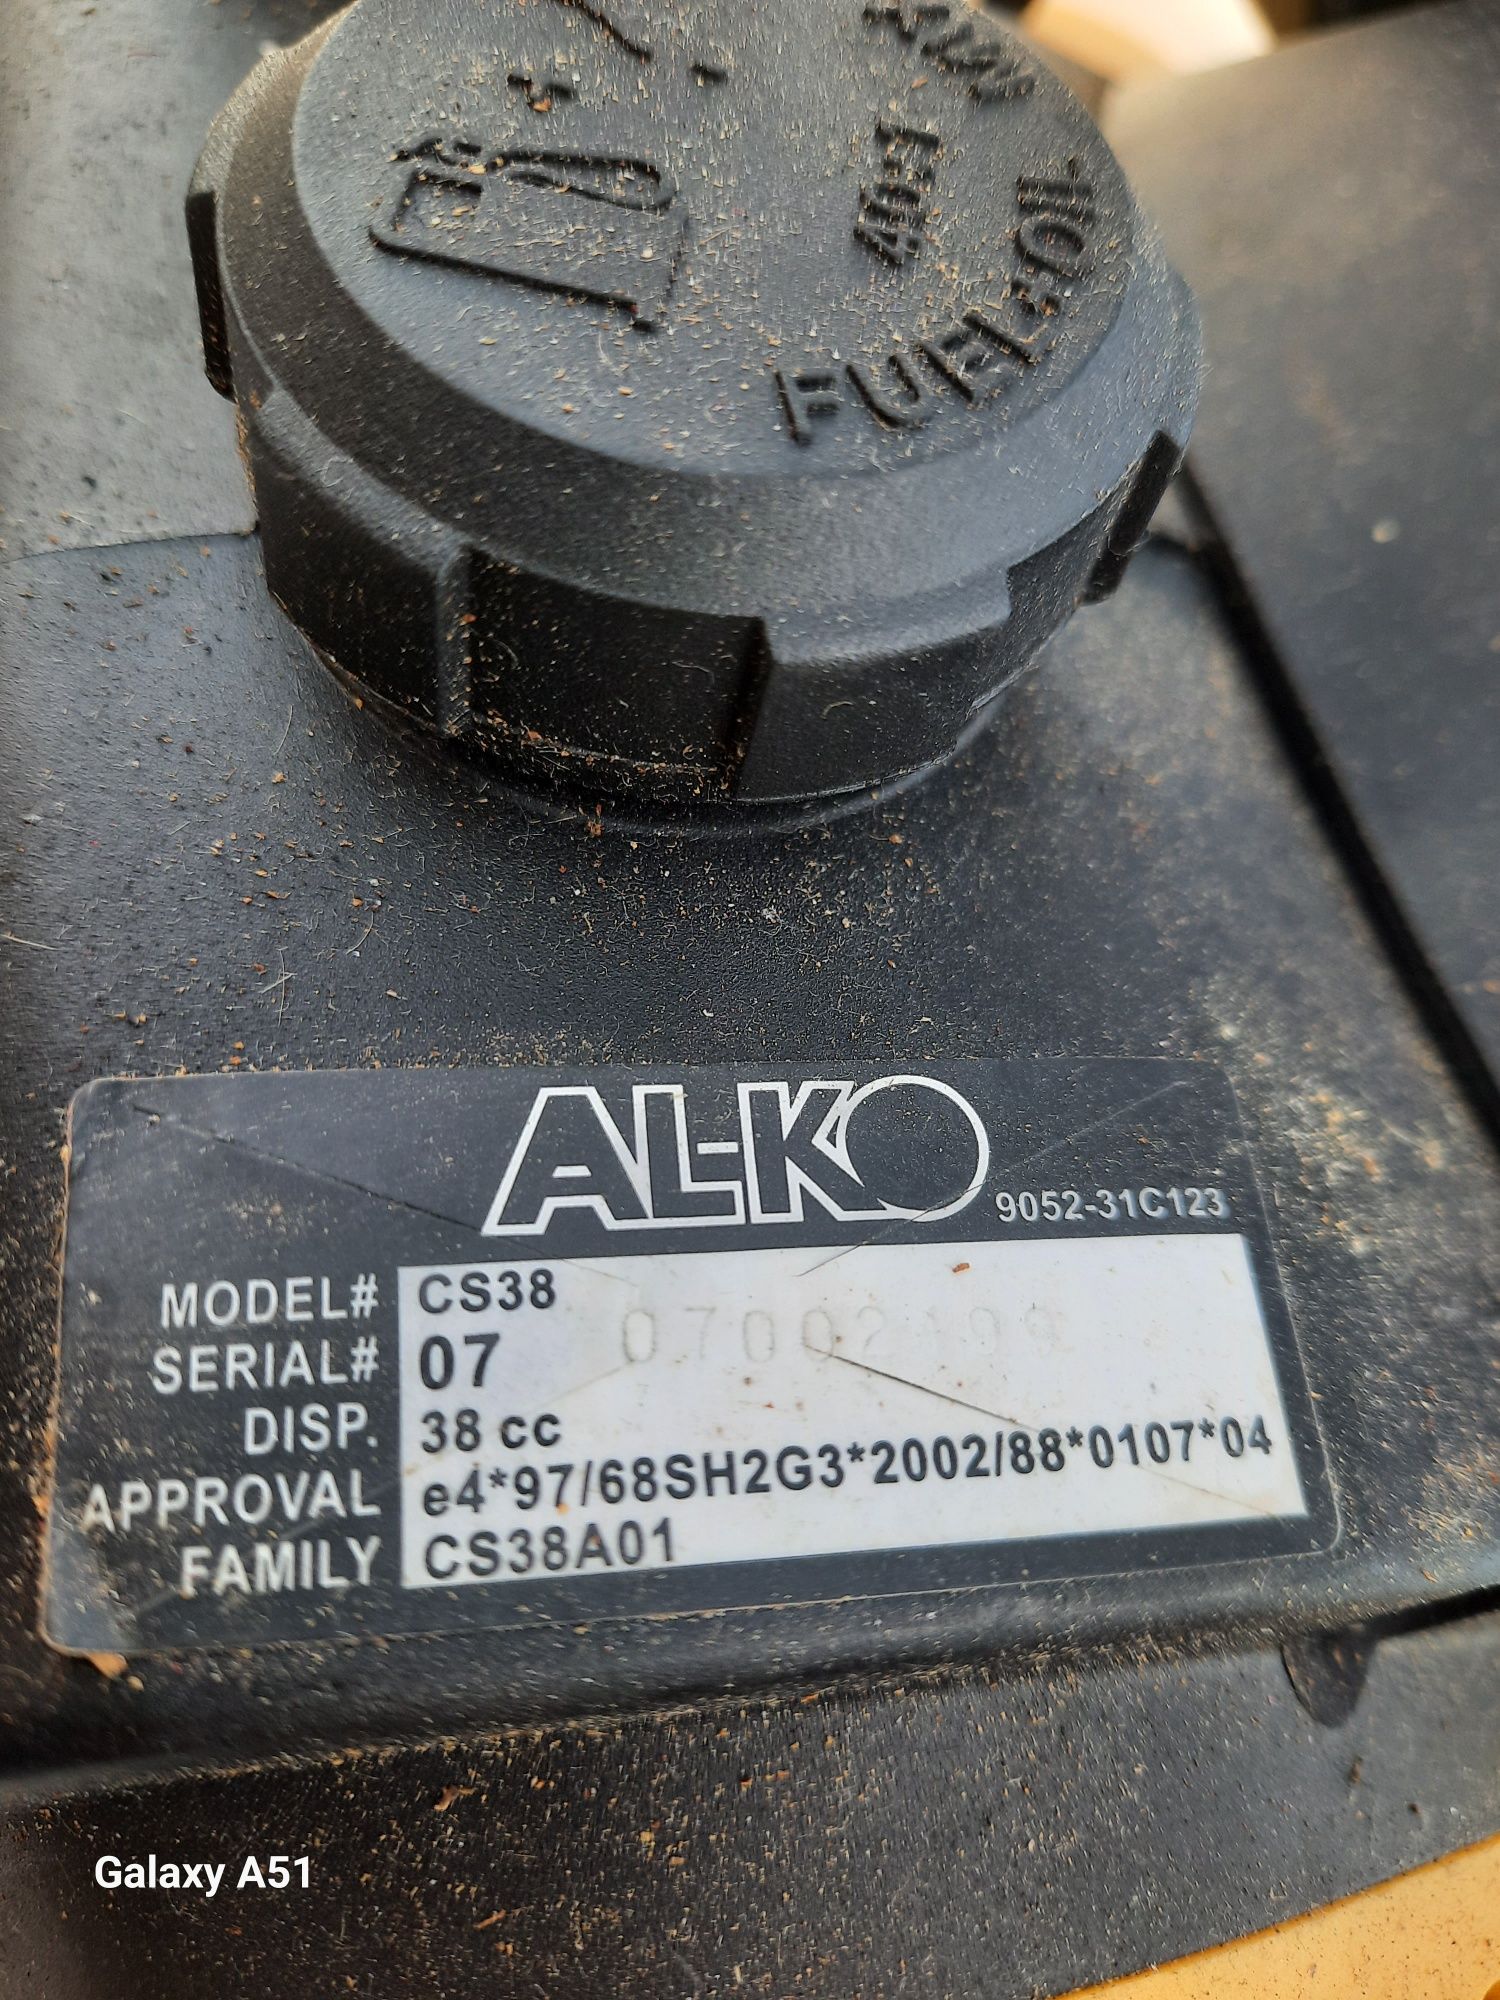 40:1
FUEL+OIL
AL-KO
9052-31C123
MODEL# CS38
SERIAL# 07
DISP. 38 cc
APPROVAL e4*97/68SH2G3*2002/88*0107*04
FAMILY CS38A01
Galaxy A51